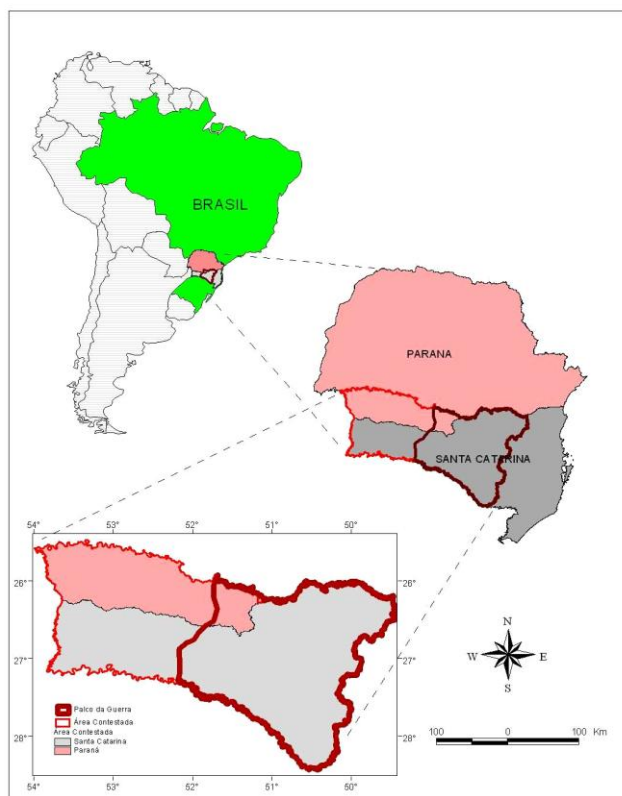 BRASIL
PARANA
SANTA CATARINA
54° 53° 52° 51° 50°
26° 26°
27° 27°
28° 28°
Palco da Guerra
Área Contestada
Área Contestada
Santa Catarina
Paraná
54° 53° 52° 51° 50°
N
W E
S
100 0 100 Km